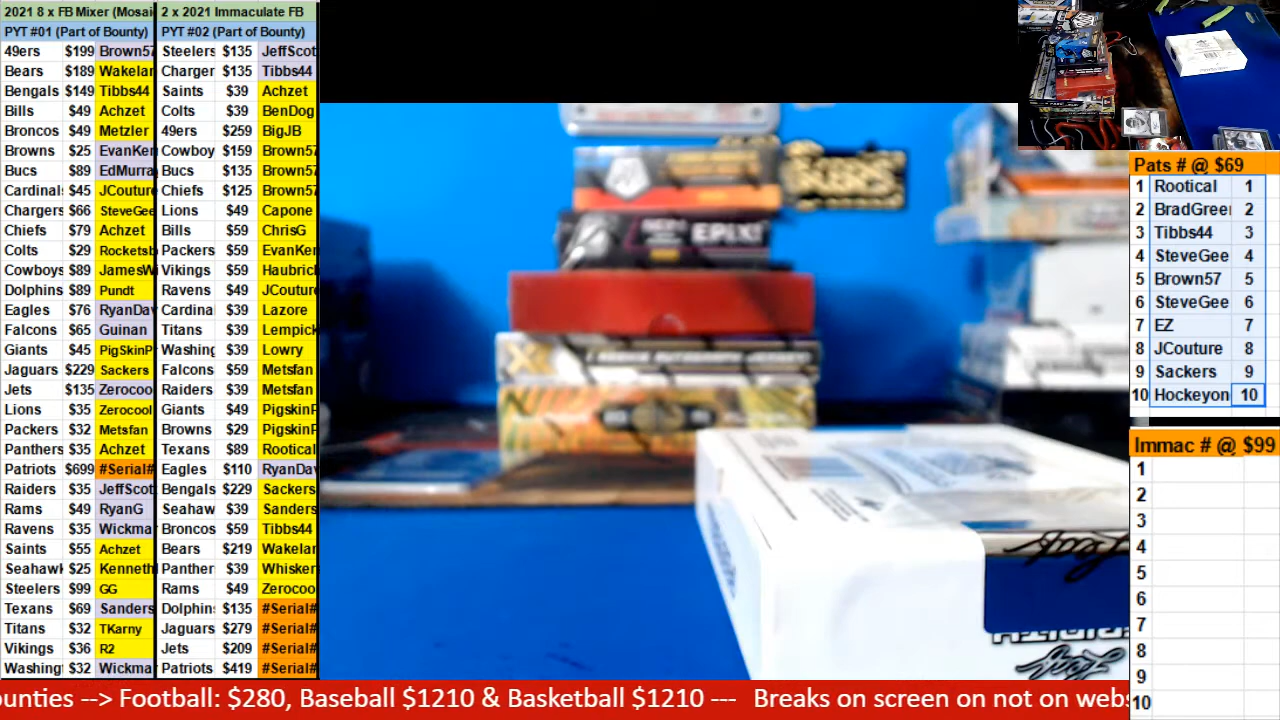 2021 8 x FB Mixer (Mosai 2 x 2021 Immaculate FB
PYT #01 (Part of Bounty) PYT #02 (Part of Bounty)
49ers $199 Brown57 Steelers $135 JeffScot
Bears $189 Wakelar Charger $135 Tibbs44
Bengals $149 Tibbs44 Saints $39 Achzet
Bills $49 Achzet Colts $39 BenDog
Broncos $49 Metzler 49ers $259 BigJB
Browns $25 EvanKer Cowboy $159 Brown57
Bucs $89 EdMurra Bucs $135 Brown57
Cardinals $45 JCouture Chiefs $125 Brown57
Chargers $66 SteveGee Lions $49 Capone
Chiefs $79 Achzet Bills $59 ChrisG
Colts $29 Rocketsb Packers $59 EvanKer
Cowboys $89 JamesWi Vikings $59 Haubrich
Dolphins $89 Pundt Ravens $49 JCouture
Eagles $76 RyanDav Cardina $39 Lazore
Falcons $65 Guinan Titans $39 Lempick
Giants $45 PigSkinPr Washing $39 Lowry
Jaguars $229 Sackers Falcons $59 Metsfan
Jets $135 Zerocoo Raiders $39 Metsfan
Lions $35 Zerocool Giants $49 PigskinP
Packers $32 Metsfan Browns $29 PigskinP
Panthers $35 Achzet Texans $89 Rootical
Patriots $699 #Serial# Eagles $110 RyanDav
Raiders $35 JeffScot Bengals $229 Sackers
Rams $49 RyanG Seahaw $39 Sanders
Ravens $35 Wickma Broncos $59 Tibbs44
Saints $55 Achzet Bears $219 Wakelar
Seahawk $25 Kenneth Panther $39 Whisker
Steelers $99 GG Rams $49 Zerocoo
Texans $69 Sanders Dolphin $135 #Serial#
Titans $32 TKarny Jaguars $279 #Serial#
Vikings $36 R2 Jets $209 #Serial#
Washing $32 Wickma Patriots $419 #Serial#
EPIX!
Leaf
Leaf
Pats # @ $69
1 Rootical 1
2 BradGree 2
3 Tibbs44 3
4 SteveGee 4
5 Brown57 5
6 SteveGee 6
7 EZ 7
8 JCouture 8
9 Sackers 9
10 Hockeyon 10
Immac # @ $99
1
2
3
4
5
6
7
8
9
10
ounties --> Football: $280, Baseball $1210 & Basketball $1210 --- Breaks on screen on not on webs